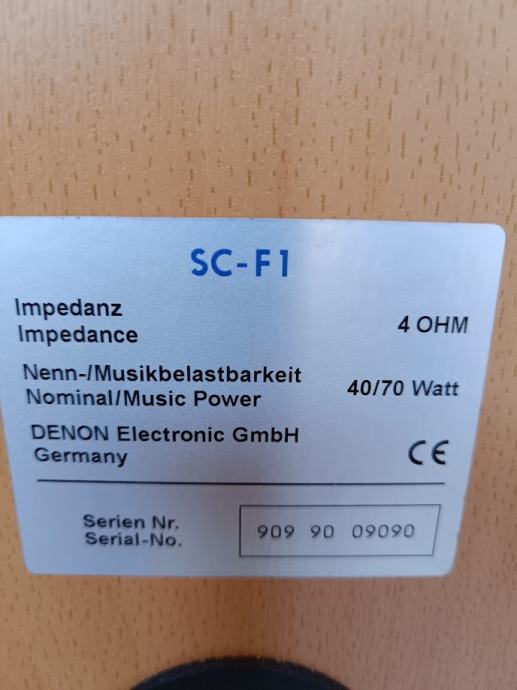 SC-F1
Impedanz
Impedance
4 OHM
Nenn-/Musikbelastbarkeit
Nominal/Music Power
40/70 Watt
DENON Electronic GmbH
Germany
CE
Serien Nr.
Serial-No.
909 90 09090